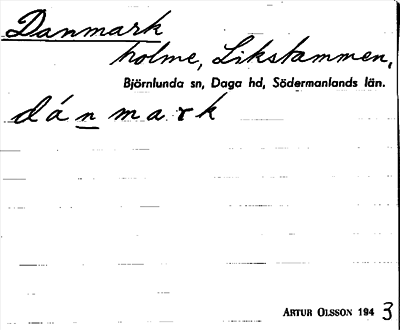 Danmark
holme, Likstammen,
Björnlunda sn, Daga hd, Södermanlands län.
dánmark
ARTUR OLSSON 1943